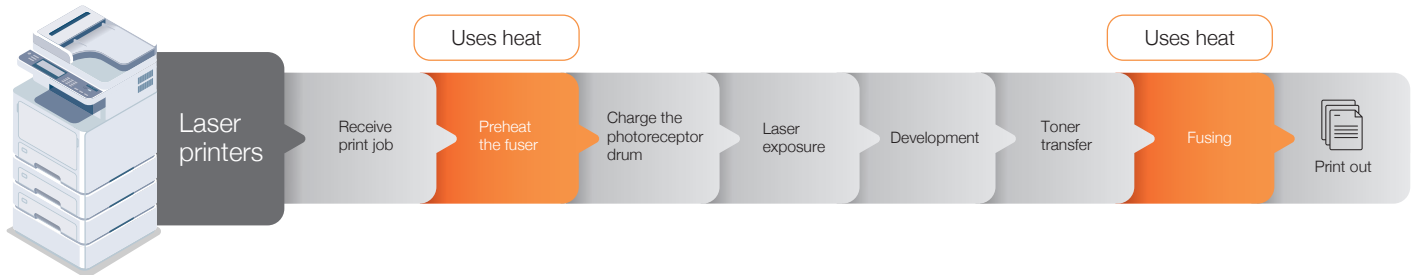 Uses heat
Uses heat
Laser
printers
Receive
print job
Preheat
the fuser
Charge the
photoreceptor
drum
Laser
exposure
Development
Toner
transfer
Fusing
Print out